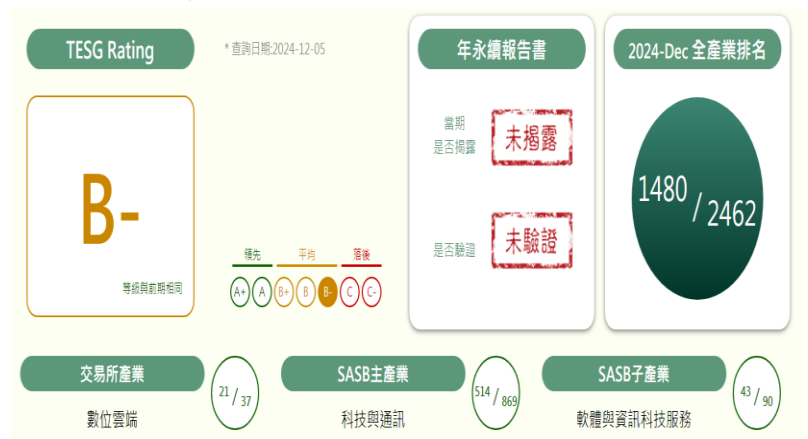 TESG Rating
* 查詢日期:2024-12-05
B-
等級與前期相同
領先
平均
落後
A+
A
B+
B
B-
C
C-
年永續報告書
當期
是否揭露
未揭露
是否驗證
未驗證
2024-Dec 全產業排名
1480 / 2462
交易所產業
數位雲端
21 / 37
SASB主產業
科技與通訊
514 / 869
SASB子產業
軟體與資訊科技服務
43 / 90